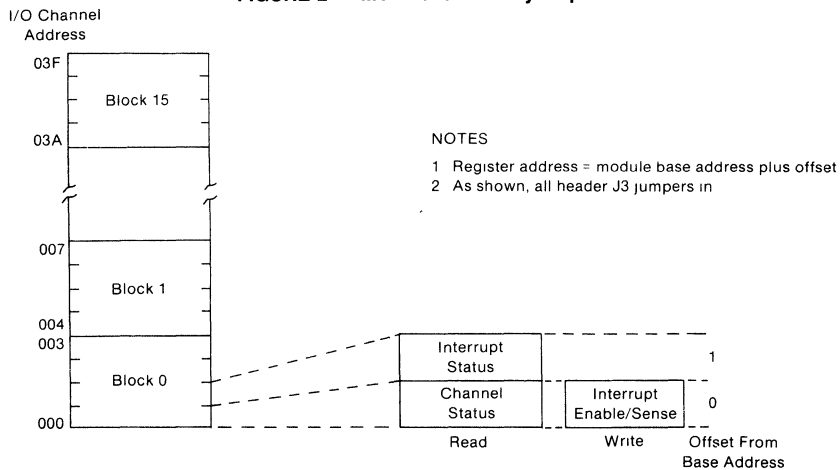 I/O Channel
Address
03F
Block 15
03A
NOTES
1 Register address = module base address plus offset
2 As shown, all header J3 jumpers in
007
Block 1
004
003
Block 0
000
Interrupt
Status
1
Channel
Status
Interrupt
Enable/Sense
0
Read
Write
Offset From
Base Address